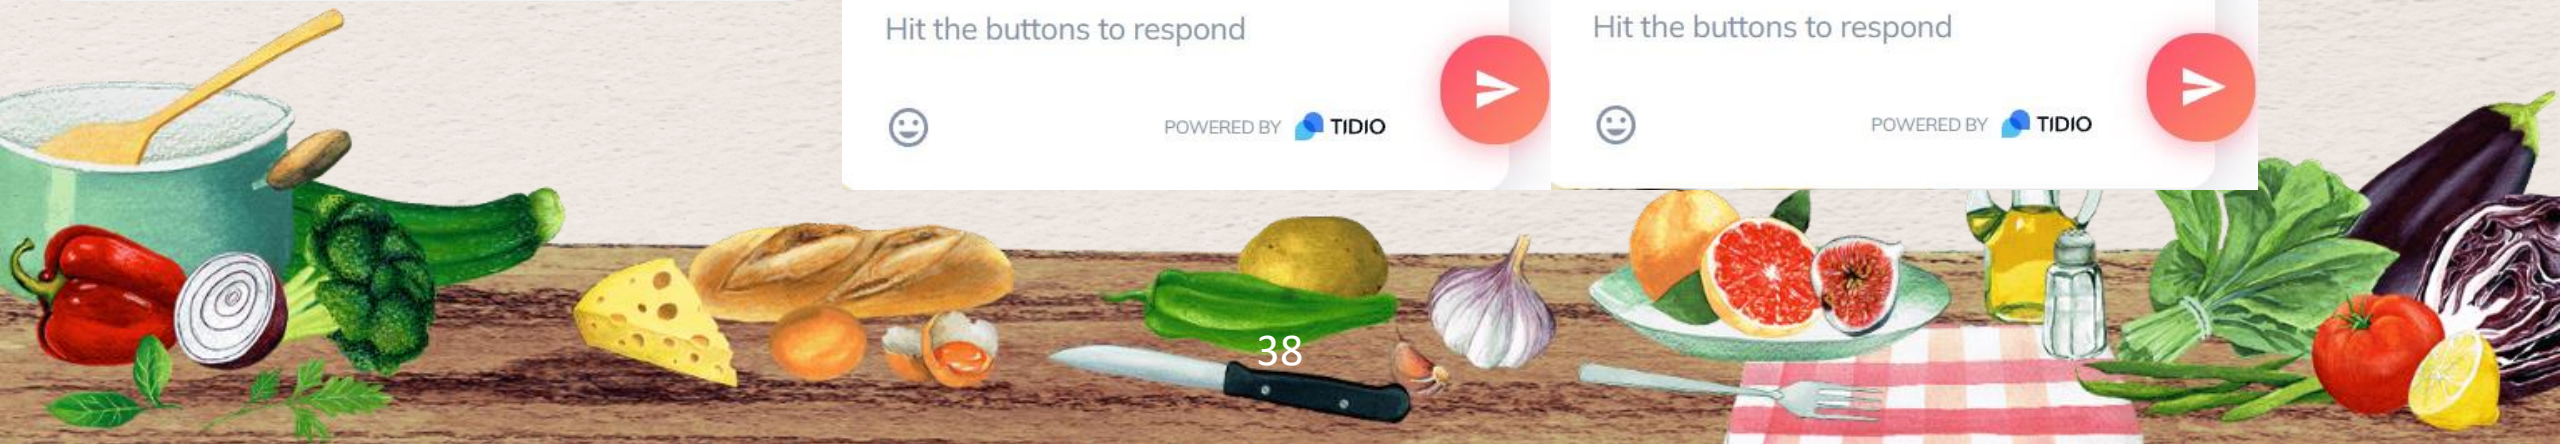 Hit the buttons to respond
POWERED BY TIDIO
Hit the buttons to respond
POWERED BY TIDIO
38